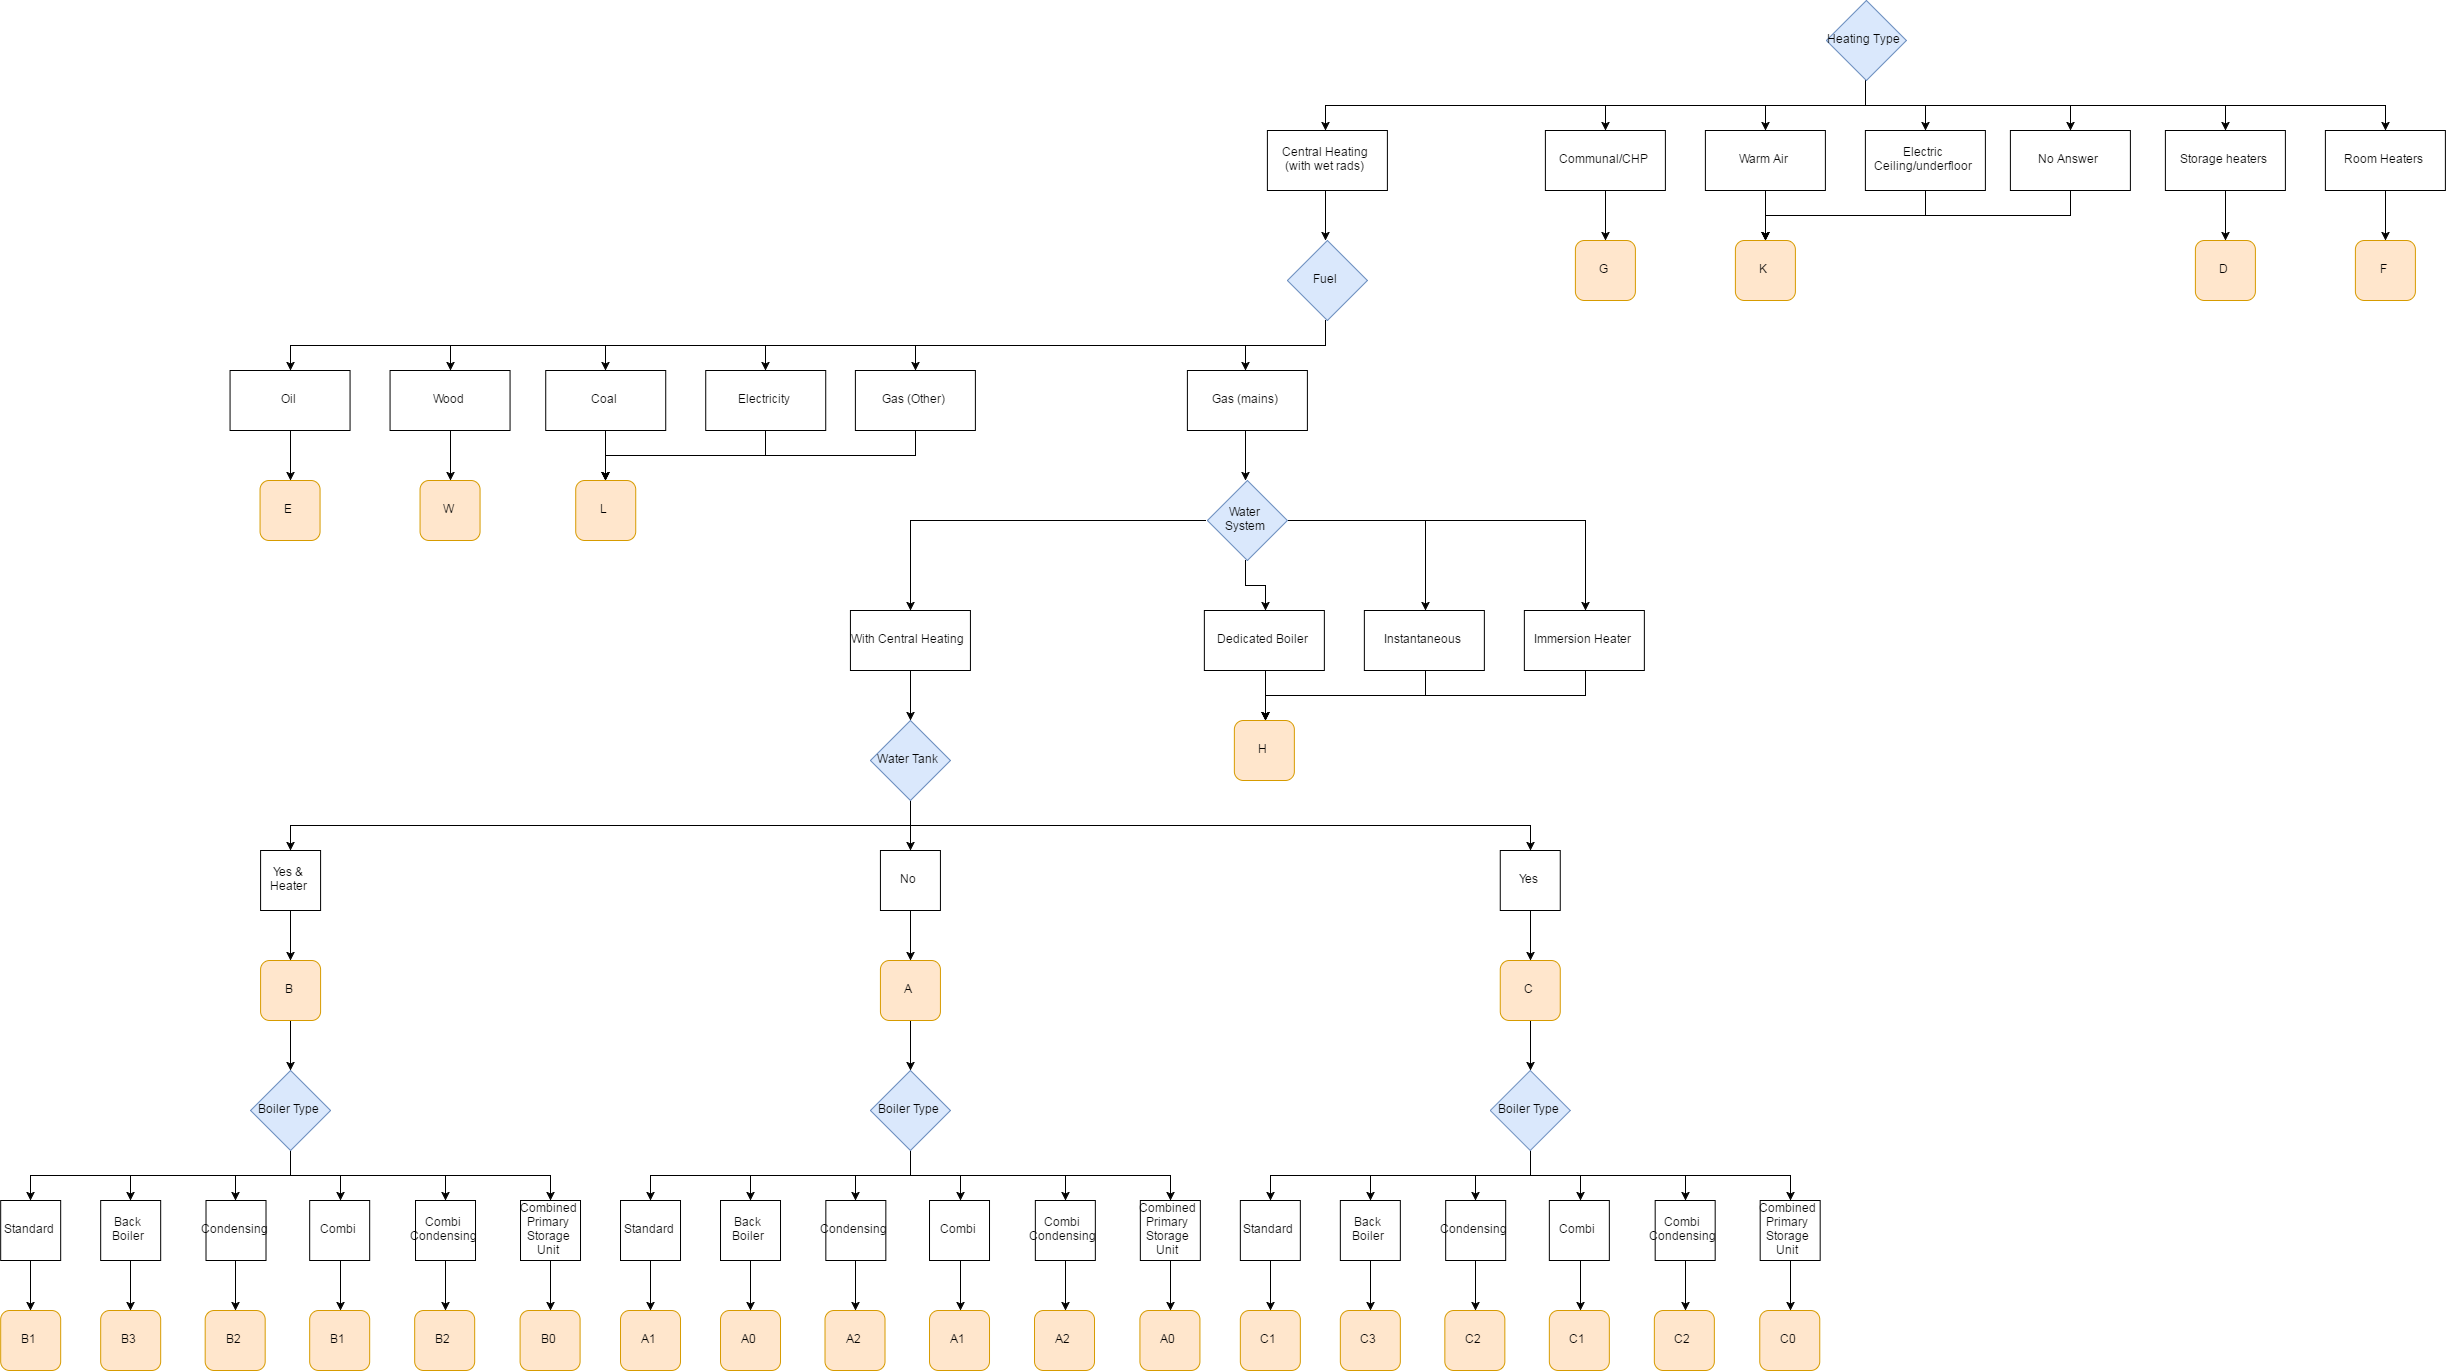 Heating Type
Central Heating
(with wet rads)
Communal/CHP
Warm Air
Electric
Ceiling/underfloor
No Answer
Storage heaters
Room Heaters
Fuel
G
K
D
F
Oil
Wood
Coal
Electricity
Gas (Other)
Gas (mains)
E
W
L
Water
System
With Central Heating
Dedicated Boiler
Instantaneous
Immersion Heater
Water Tank
H
Yes &
Heater
No
Yes
B
A
C
Boiler Type
Boiler Type
Boiler Type
Standard
Back
Boiler
Condensing
Combi
Combi
Condensing
Combined
Primary
Storage
Unit
Standard
Back
Boiler
Condensing
Combi
Combi
Condensing
Combined
Primary
Storage
Unit
Standard
Back
Boiler
Condensing
Combi
Combi
Condensing
Combined
Primary
Storage
Unit
B1
B3
B2
B1
B2
B0
A1
A0
A2
A1
A2
A0
C1
C3
C2
C1
C2
C0